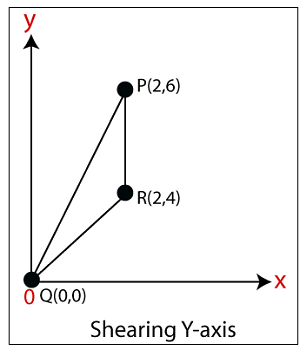 y
P(2,6)
R(2,4)
x
0 Q(0,0)
Shearing Y-axis